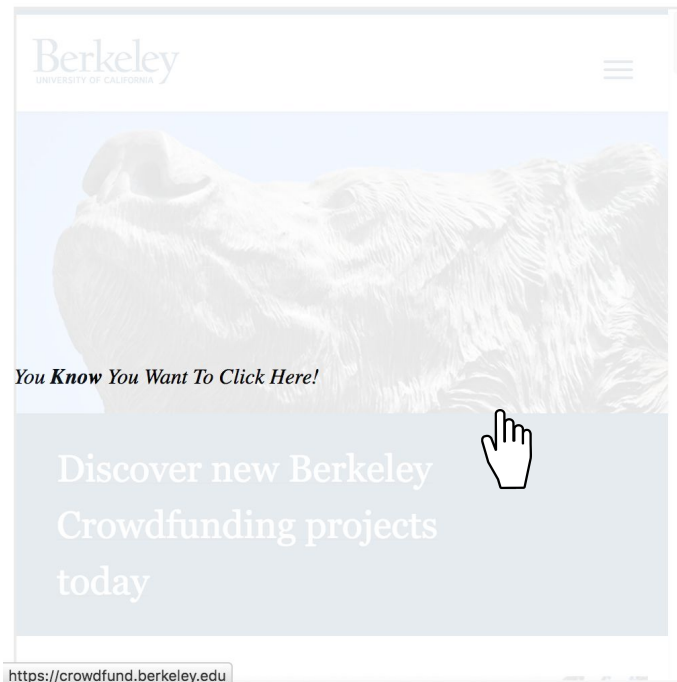 Berkeley
UNIVERSITY OF CALIFORNIA
You Know You Want To Click Here!
Discover new Berkeley
Crowdfunding projects
today
https://crowdfund.berkeley.edu